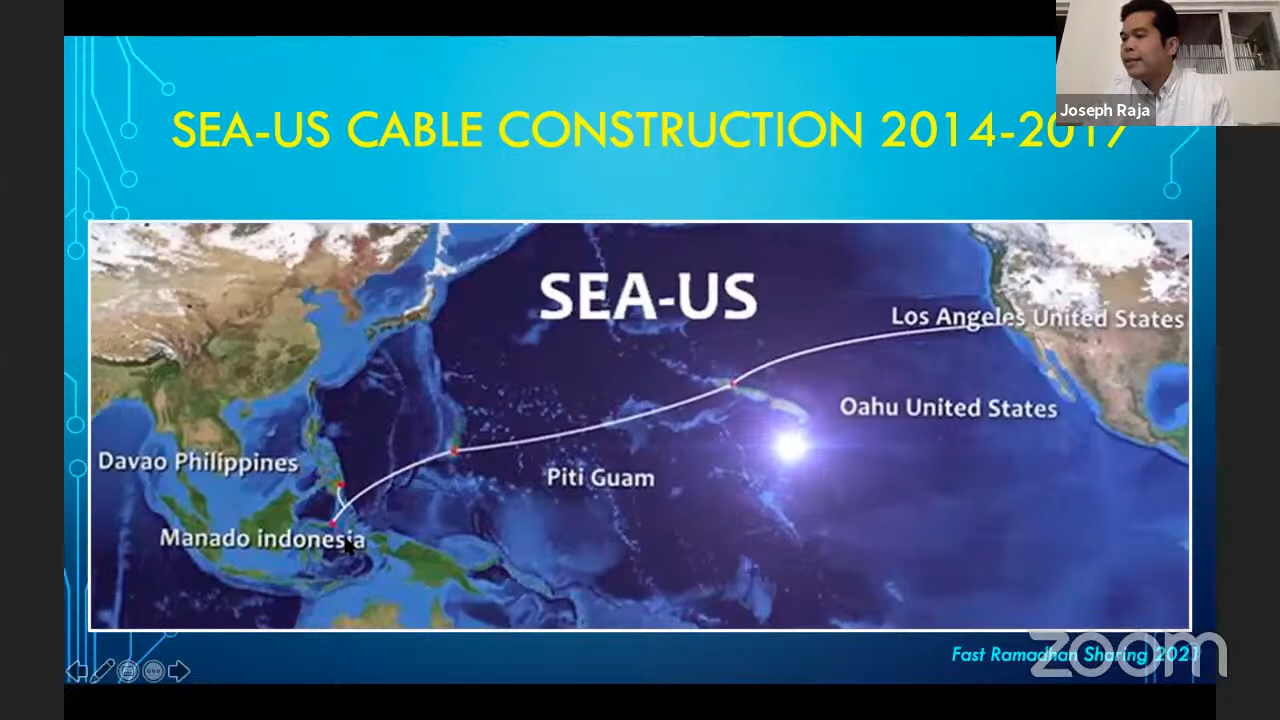 Joseph Raja
SEA-US CABLE CONSTRUCTION 2014-2017
SEA-US
Los Angeles United States
Oahu United States
Davao Philippines
Piti Guam
Manado indonesia
Fast Ramadhan Sharing 2021
zoom